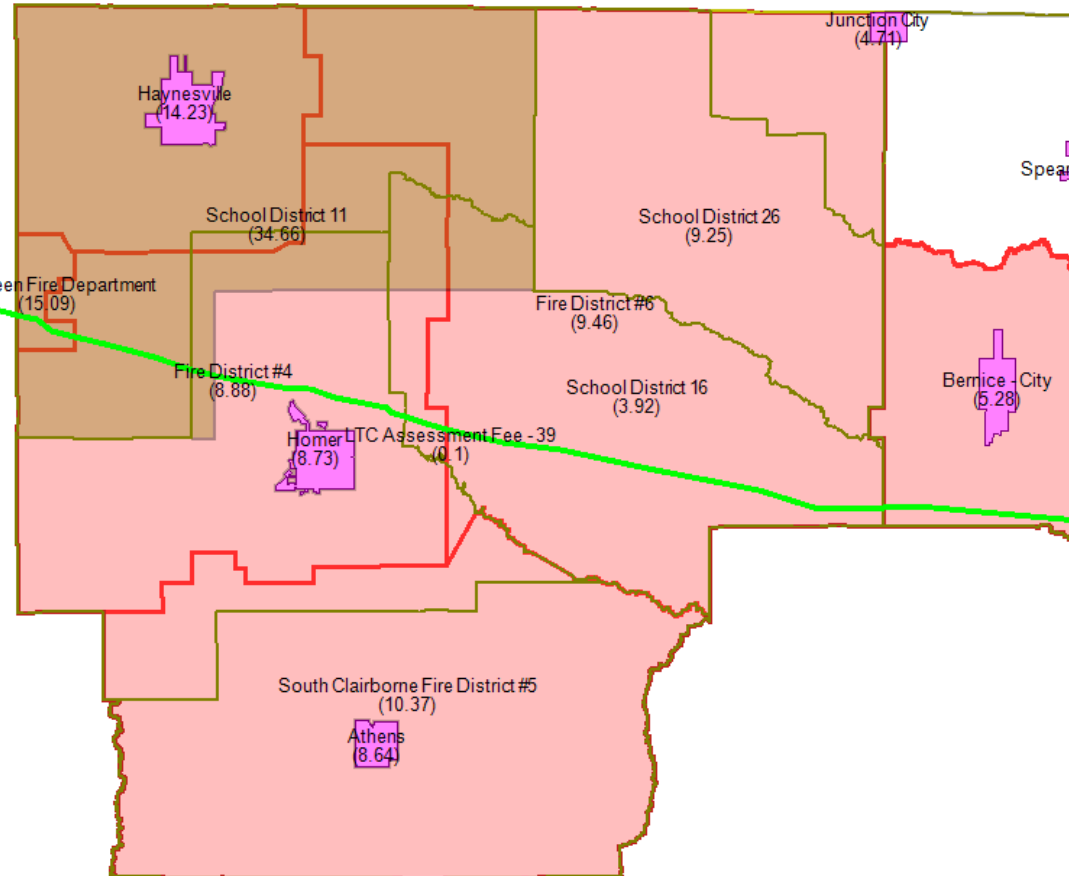 Junction City
(4.71)
Haynesville
(14.23)
Spear
School District 11
(34.66)
School District 26
(9.25)
een Fire Department
(15.09)
Fire District #6
(9.46)
Fire District #4
(8.88)
School District 16
(3.92)
Bernice - City
(5.28)
Homer
(8.73)
LTC Assessment Fee - 39
(0.1)
South Clairborne Fire District #5
(10.37)
Athens
(8.64)